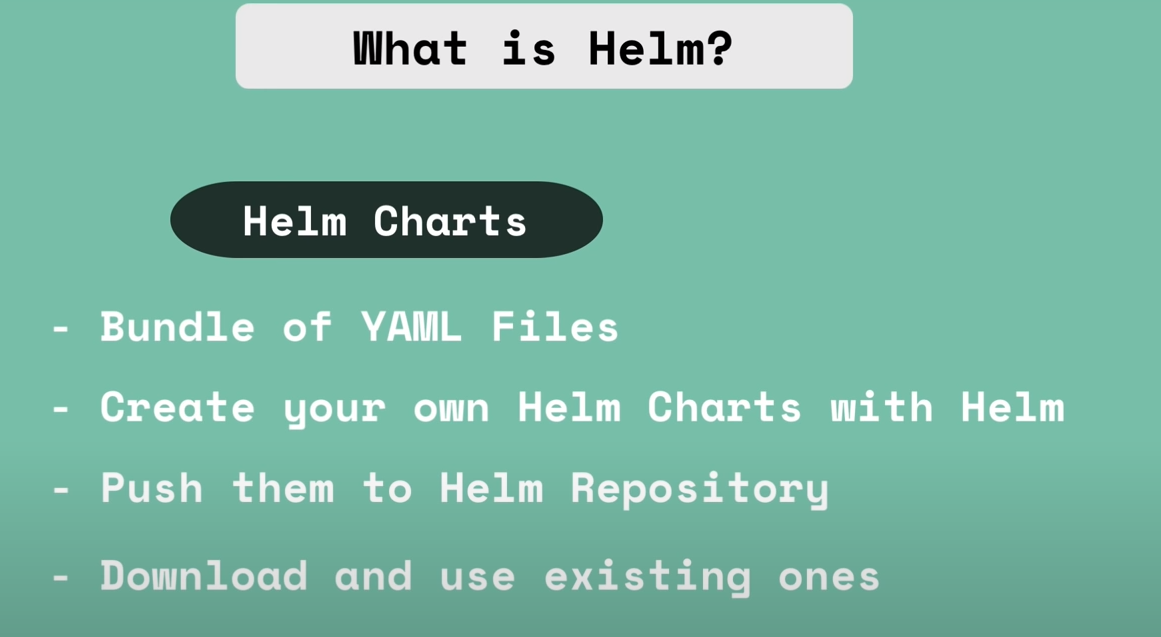 What is Helm?
Helm Charts
- Bundle of YAML Files
- Create your own Helm Charts with Helm
- Push them to Helm Repository
- Download and use existing ones